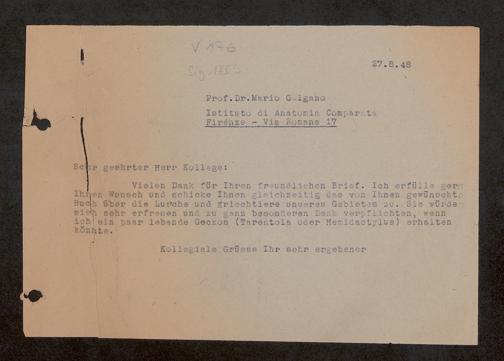 V 176
27.8.48
Prof.Dr.Mario Galgano
Istituto di Anatomia Comparata
Firenze - Via Romana 17
Sehr geehrter Herr Kollege:
Vielen Dank für Ihren freundlichen Brief. Ich erfülle gern
Ihren Wunsch und schicke Ihnen gleichzeitig das von Ihnen gewünschte
Buch über die Lurche und Kriechtiere unseres Gebietes zu. Sie würden
mich sehr erfreuen und zu ganz besonderen Dank verpflichten, wenn
ich ein paar lebende Geckos (Tarentola oder Hemidactylus) erhalten
könnte.
Kollegiale Grüsse Ihr sehr ergebener